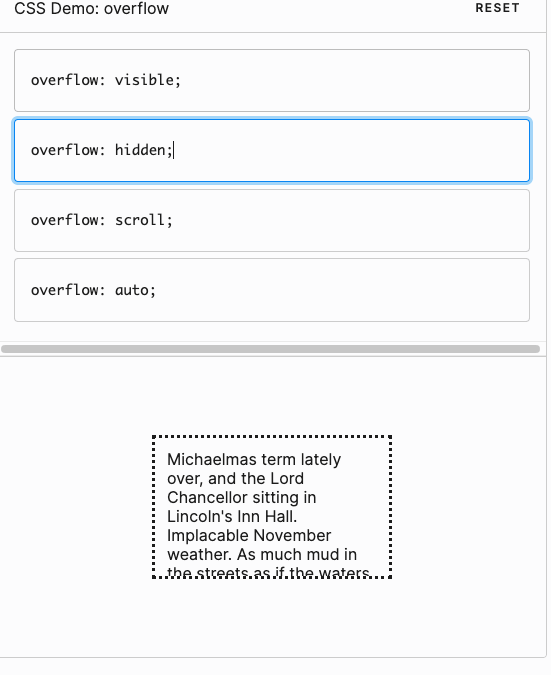 CSS Demo: overflow
RESET
overflow: visible;
overflow: hidden;
overflow: scroll;
overflow: auto;
Michaelmas term lately
over, and the Lord
Chancellor sitting in
Lincoln's Inn Hall.
Implacable November
weather. As much mud in
the streets as if the waters